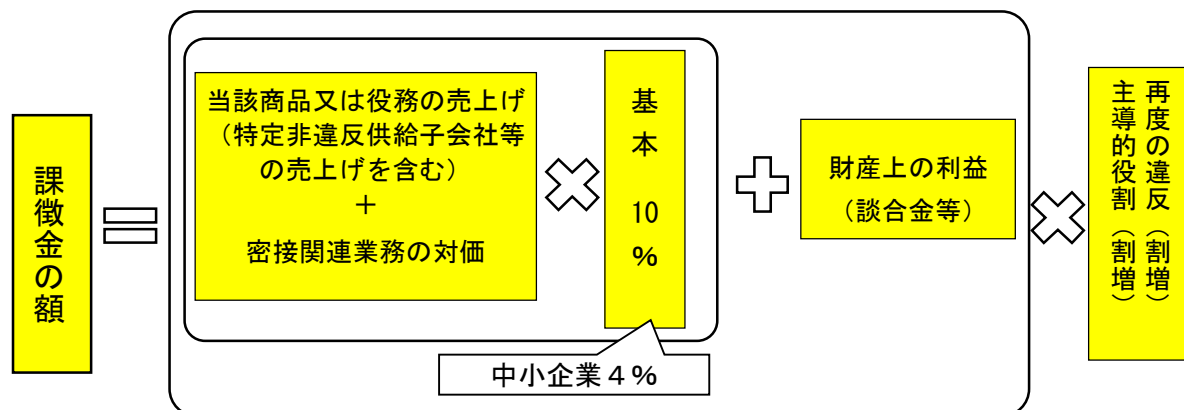 課徴金の額
当該商品又は役務の売上げ
（特定非違反供給子会社等
の売上げを含む）
＋
密接関連業務の対価
基本 10％
中小企業４％
財産上の利益
（談合金等）
再度の違反（割増）
主導的役割（割増）